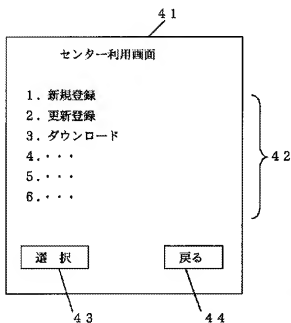 41
センター利用画面
1．新規登録
2．更新登録
3．ダウンロード
4．・・・
5．・・・
6．・・・
42
選 択
戻る
43
44